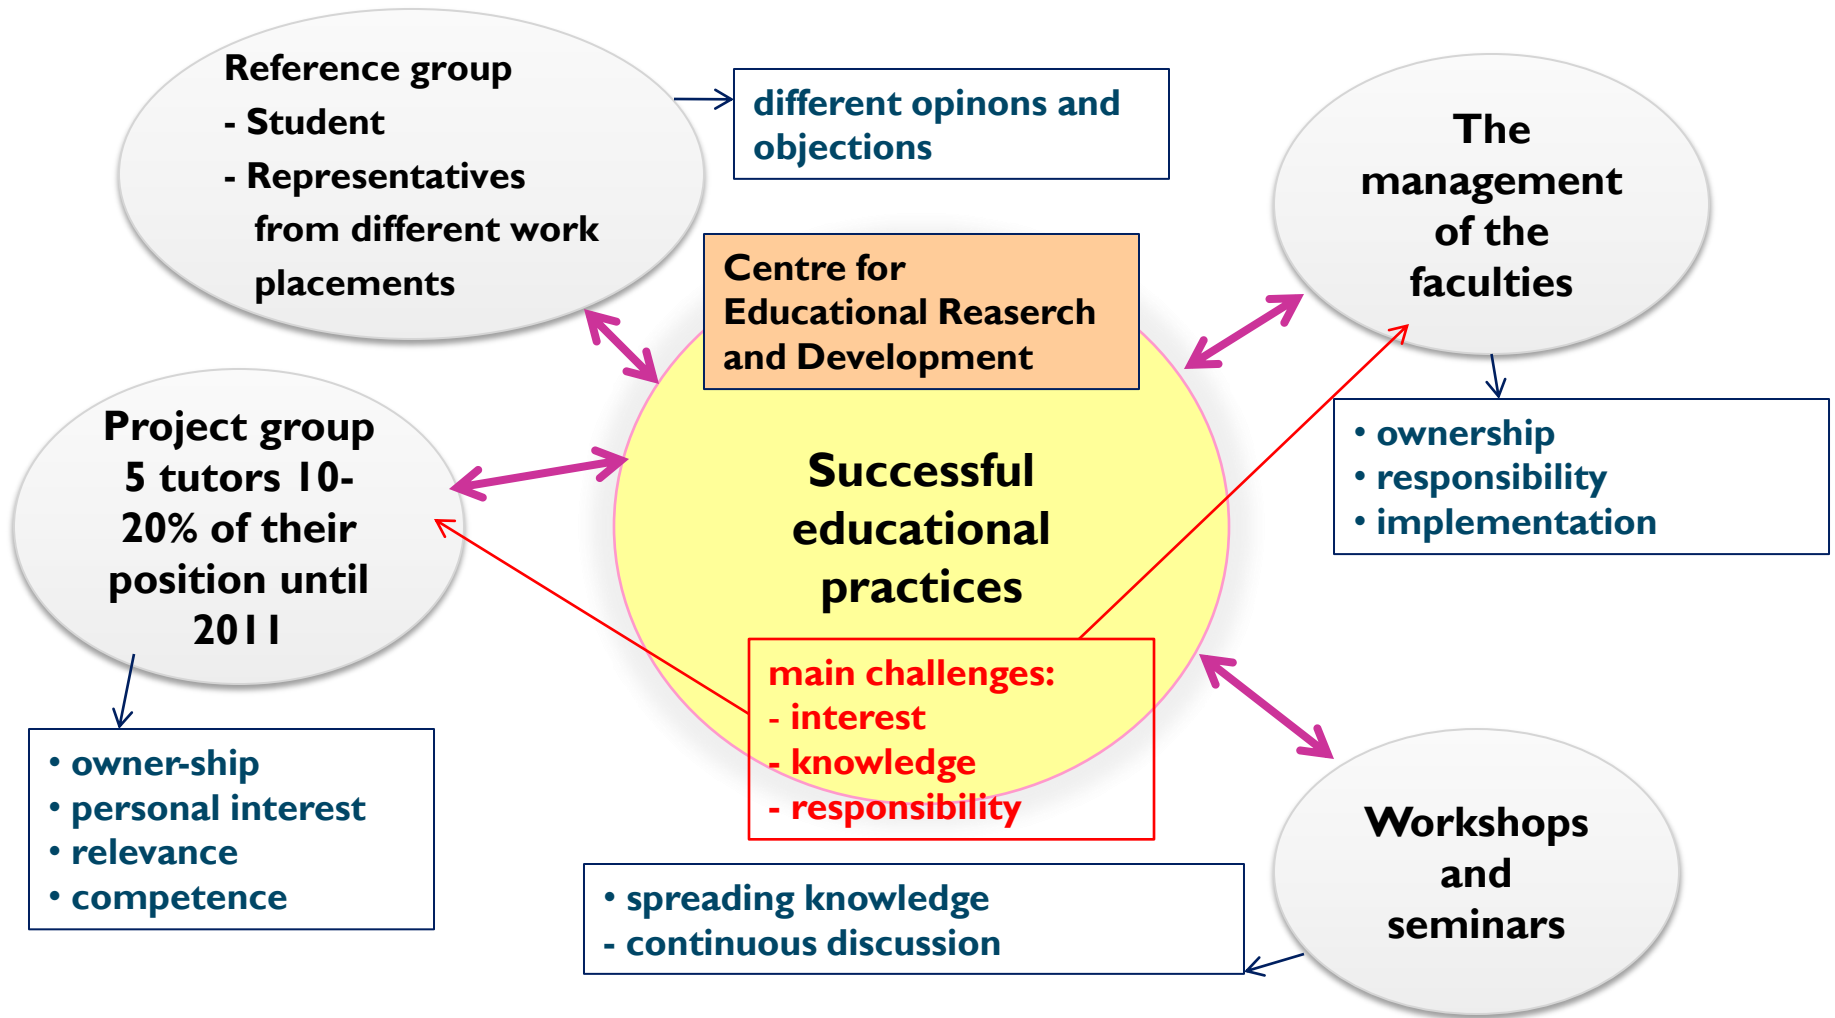 Reference group
- Student
- Representatives
from different work
placements
different opinons and
objections
The
management
of the
faculties
Centre for
Educational Reaserch
and Development
• ownership
• responsibility
• implementation
Project group
5 tutors 10-
20% of their
position until
2011
Successful
educational
practices
main challenges:
- interest
- knowledge
- responsibility
• owner-ship
• personal interest
• relevance
• competence
• spreading knowledge
- continuous discussion
Workshops
and
seminars